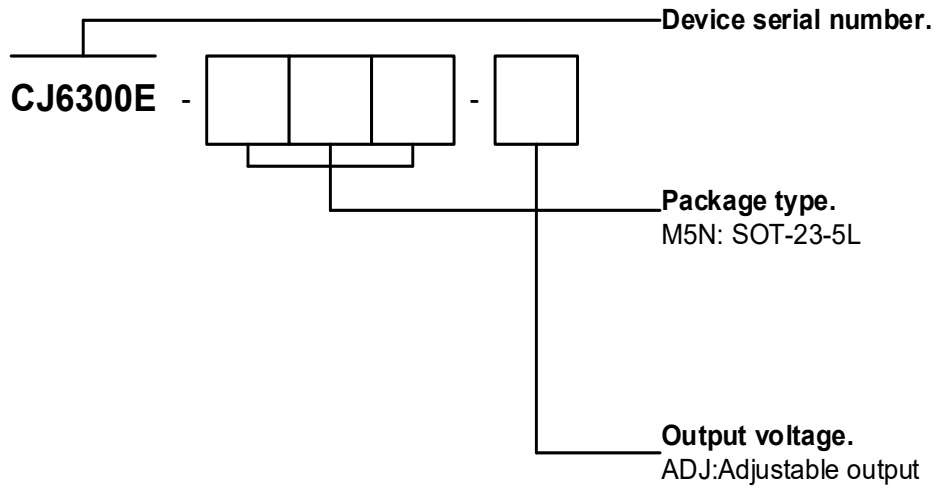 Device serial number.
CJ6300E - -
Package type.
M5N: SOT-23-5L
Output voltage.
ADJ:Adjustable output